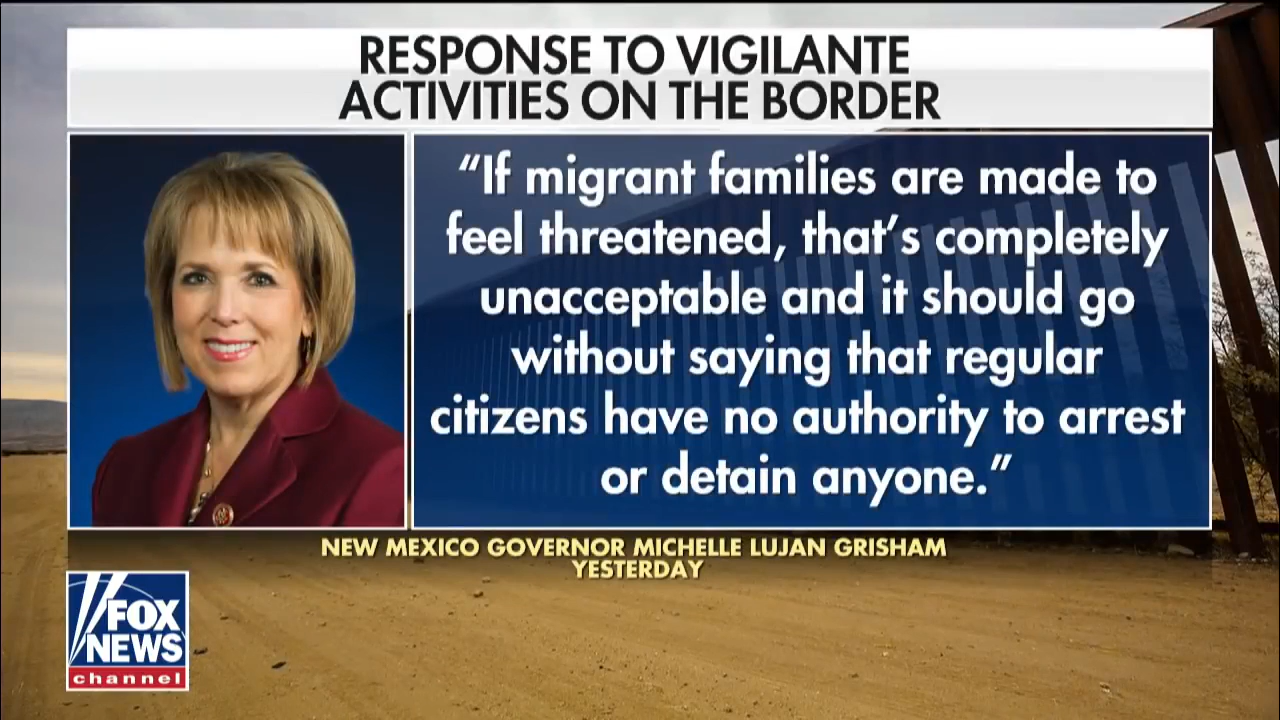 RESPONSE TO VIGILANTE
ACTIVITIES ON THE BORDER
“If migrant families are made to
feel threatened, that’s completely
unacceptable and it should go
without saying that regular
citizens have no authority to arrest
or detain anyone.”
NEW MEXICO GOVERNOR MICHELLE LUJAN GRISHAM
YESTERDAY
FOX
NEWS
channel